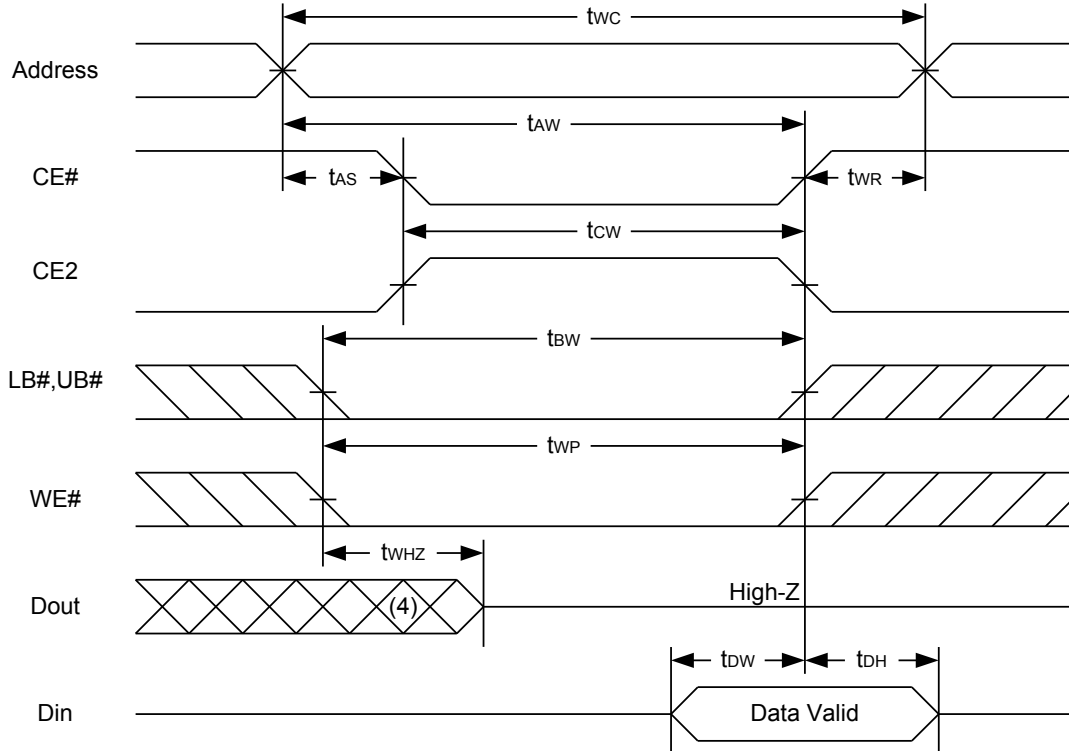 tWC
Address
tAW
CE#
tAS
tWR
tCW
CE2
tBW
LB#,UB#
tWP
WE#
tWHZ
Dout
(4)
High-Z
tDW
tDH
Din
Data Valid